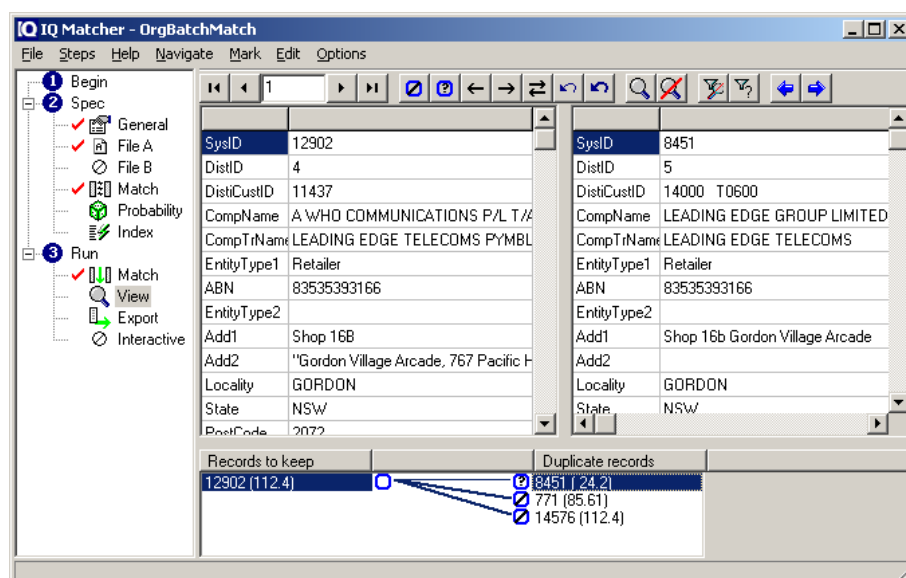 IQ Matcher - OrgBatchMatch
File Steps Help Navigate Mark Edit Options
1 Begin
2 Spec
General
File A
File B
Match
Probability
Index
3 Run
Match
View
Export
Interactive
1
SysID 12902
DistID 4
DistiCustID 11437
CompName A WHO COMMUNICATIONS P/L T/A
CompTrName LEADING EDGE TELECOMS PYMBL
EntityType1 Retailer
ABN 83535393166
EntityType2
Add1 Shop 16B
Add2 "Gordon Village Arcade, 767 Pacific H
Locality GORDON
State NSW
PostCode 2072
SysID 8451
DistID 5
DistiCustID 14000 T0600
CompName LEADING EDGE GROUP LIMITED
CompTrName LEADING EDGE TELECOMS
EntityType1 Retailer
ABN 83535393166
EntityType2
Add1 Shop 16b Gordon Village Arcade
Add2
Locality GORDON
State NSW
Records to keep Duplicate records
12902 (112.4) 8451 ( 24.2)
771 (85.61)
14576 (112.4)